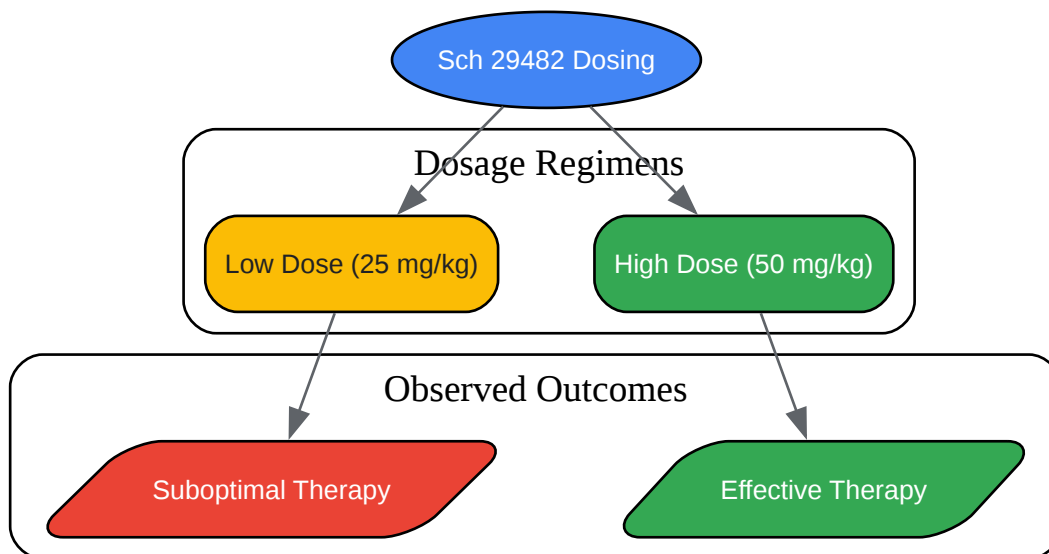 Sch 29482 Dosing
Dosage Regimens
Low Dose (25 mg/kg)
High Dose (50 mg/kg)
Observed Outcomes
Suboptimal Therapy
Effective Therapy